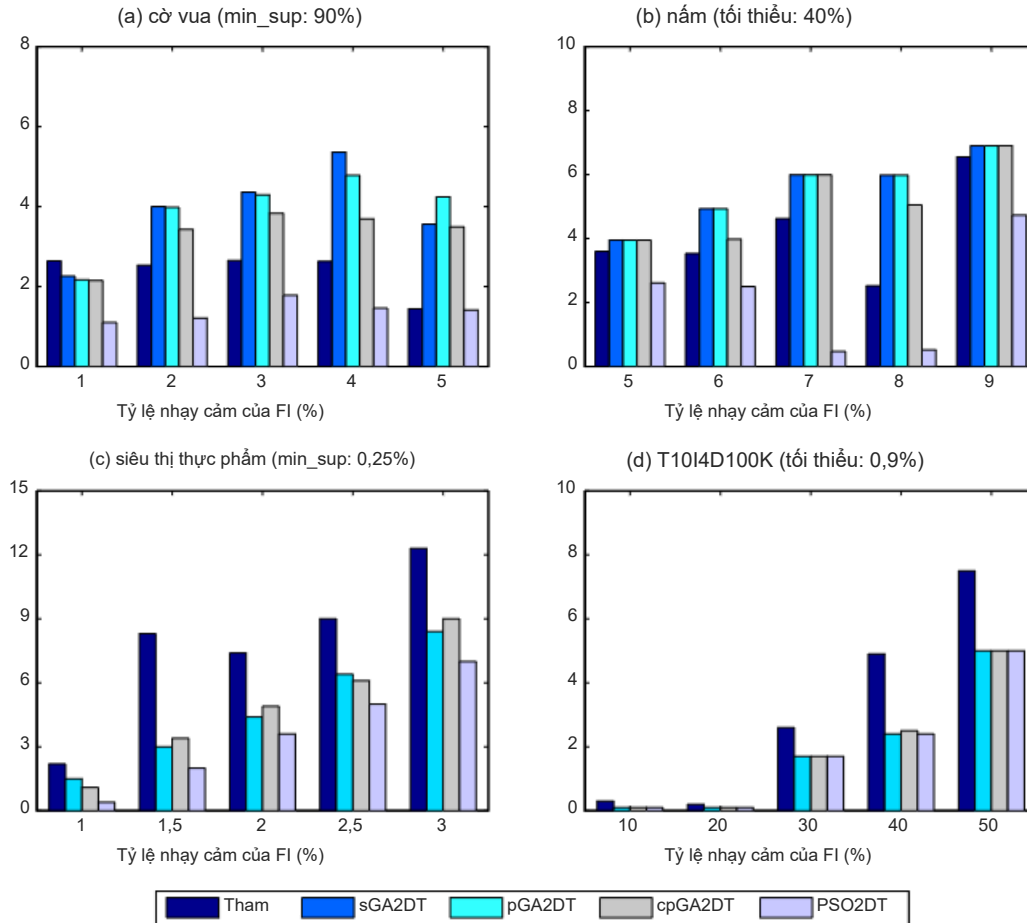 (a) cờ vua (min_sup: 90%)
8
6
4
2
0
1 2 3 4 5
Tỷ lệ nhạy cảm của FI (%)
(b) nấm (tối thiểu: 40%)
10
8
6
4
2
0
5 6 7 8 9
Tỷ lệ nhạy cảm của FI (%)
(c) siêu thị thực phẩm (min_sup: 0,25%)
15
12
9
6
3
0
1 1,5 2 2,5 3
Tỷ lệ nhạy cảm của FI (%)
(d) T10I4D100K (tối thiểu: 0,9%)
10
8
6
4
2
0
10 20 30 40 50
Tỷ lệ nhạy cảm của FI (%)
Tham sGA2DT pGA2DT cpGA2DT PSO2DT